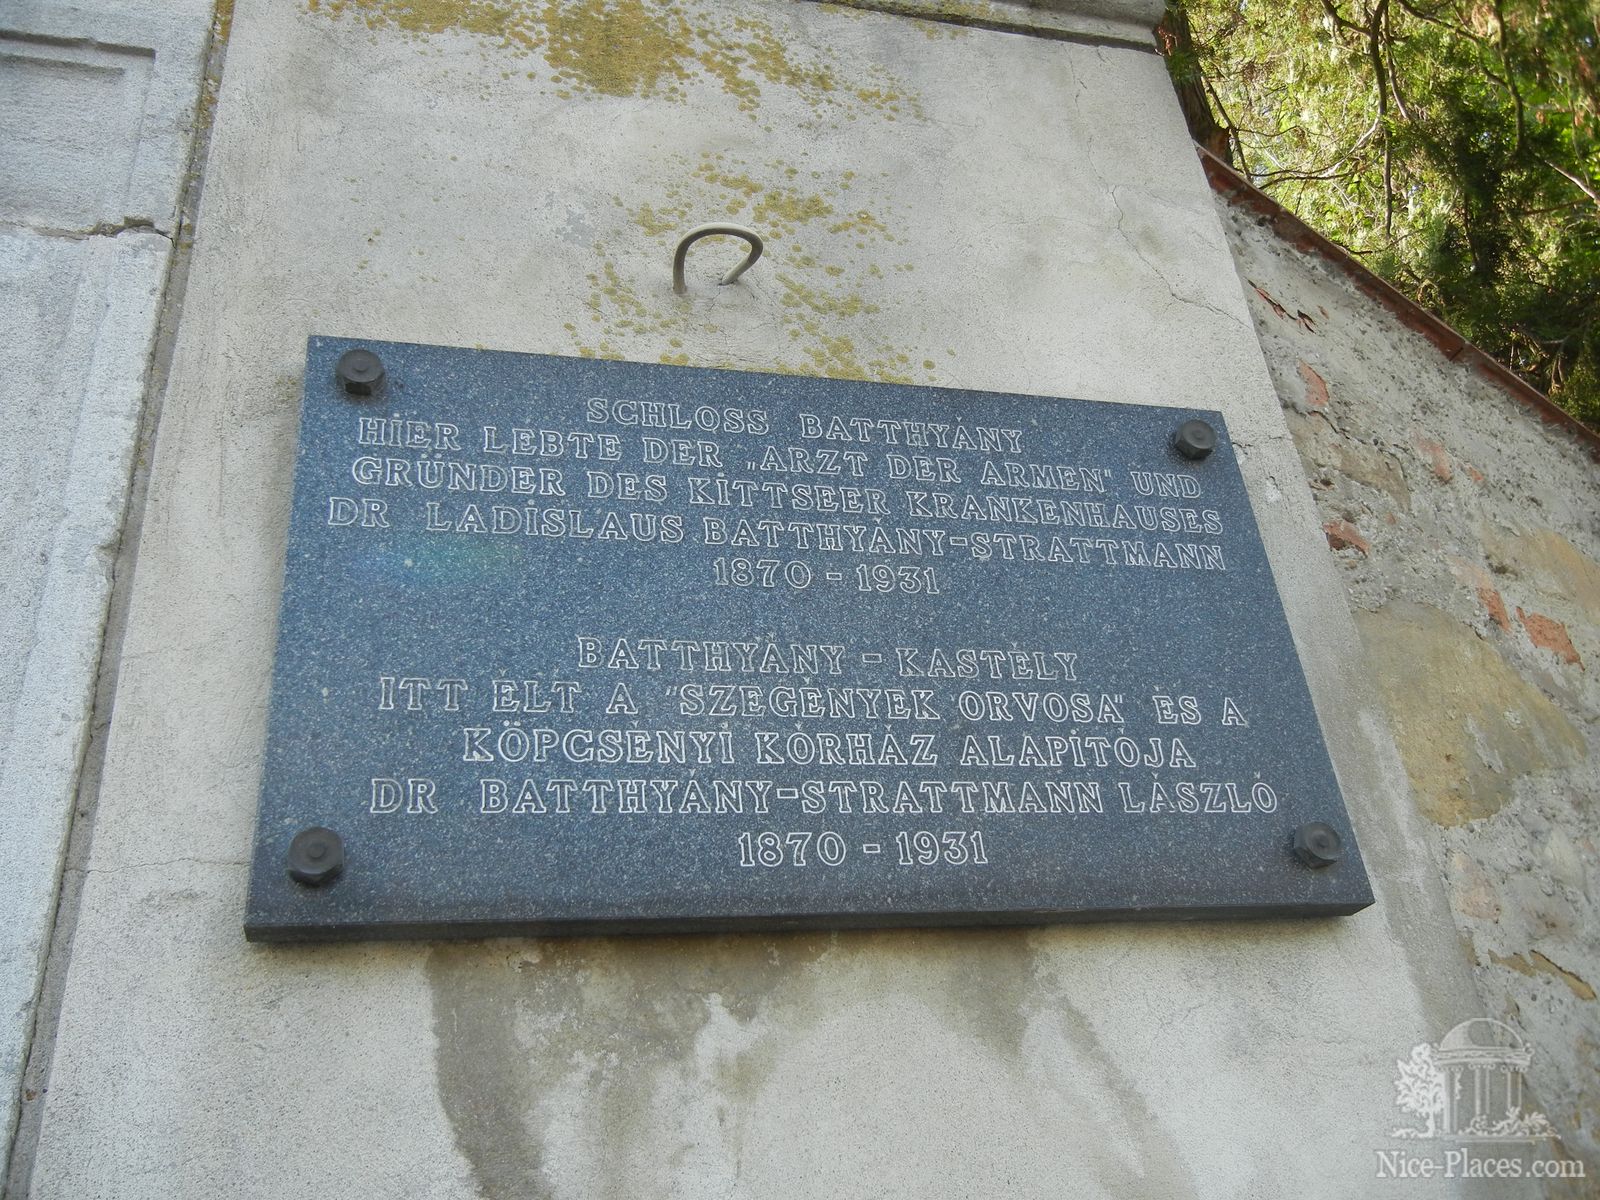 SCHLOSS BATTHYÁNY
HIER LEBTE DER „ARZT DER ARMEN" UND
GRÜNDER DES KITTSEER KRANKENHAUSES
DR LADISLAUS BATTHYÁNY-STRATTMANN
1870 - 1931
BATTHYÁNY - KASTÉLY
ITT ÉLT A "SZEGÉNYEK ORVOSA" ÉS A
KÖPCSÉNYI KÓRHÁZ ALAPÍTÓJA
DR BATTHYÁNY-STRATTMANN LÁSZLÓ
1870 - 1931
Nice-Places.com